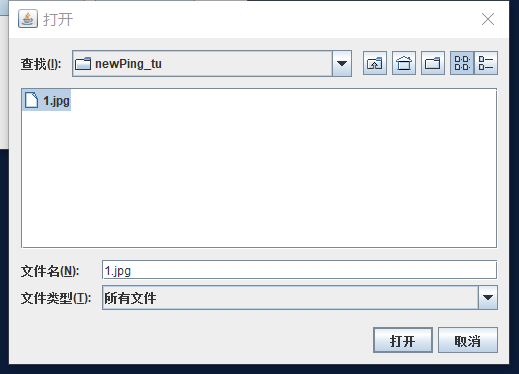 打开
查找(I): newPing_tu
1.jpg
文件名(N): 1.jpg
文件类型(T): 所有文件
打开 取消